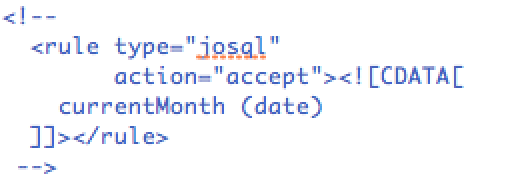 <!--
<rule type="josql"
action="accept"><![CDATA[
currentMonth (date)
]]></rule>
-->